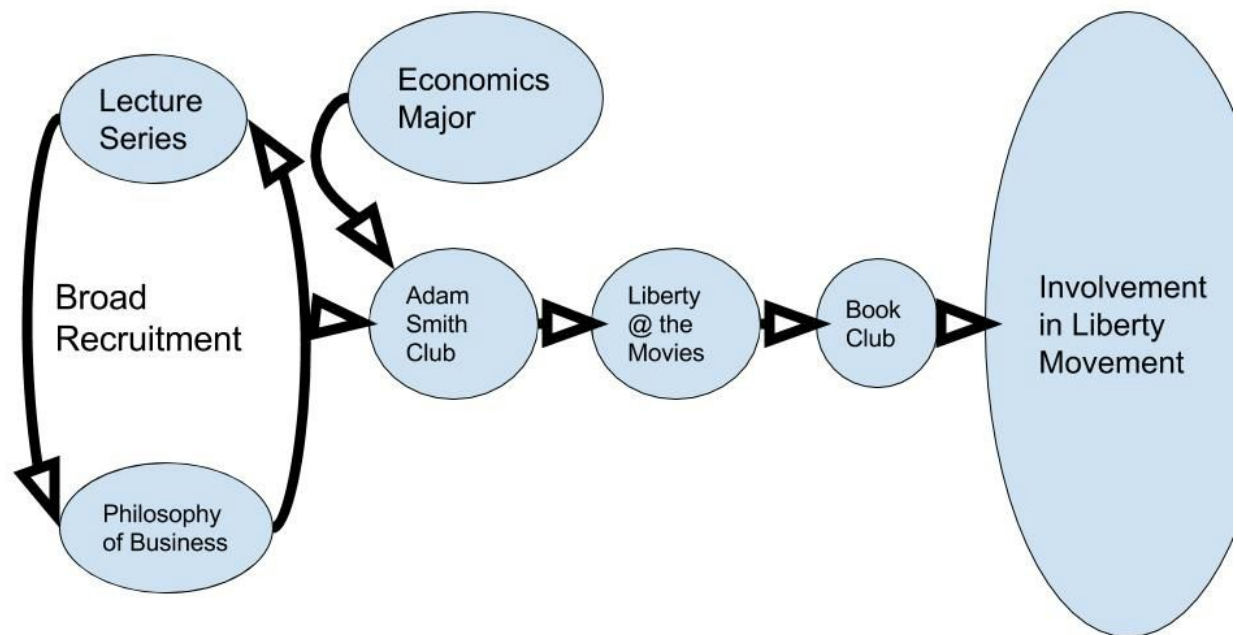 Lecture
Series
Economics
Major
Broad
Recruitment
Philosophy
of Business
Adam
Smith
Club
Liberty
@ the
Movies
Book
Club
Involvement
in Liberty
Movement